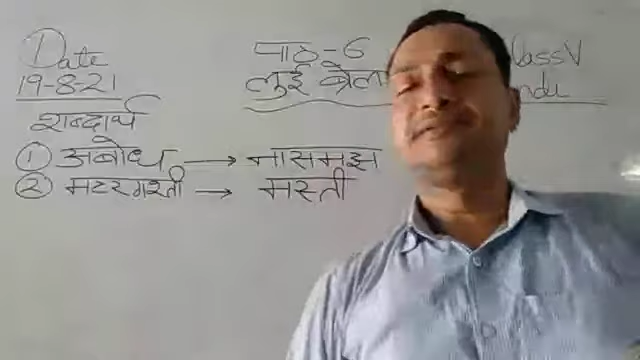 Date
19-8-21
पाठ-6
लुई ब्रेल
शब्दार्थ
① अबोध → नासमझ
② मटरगश्ती → मस्ती